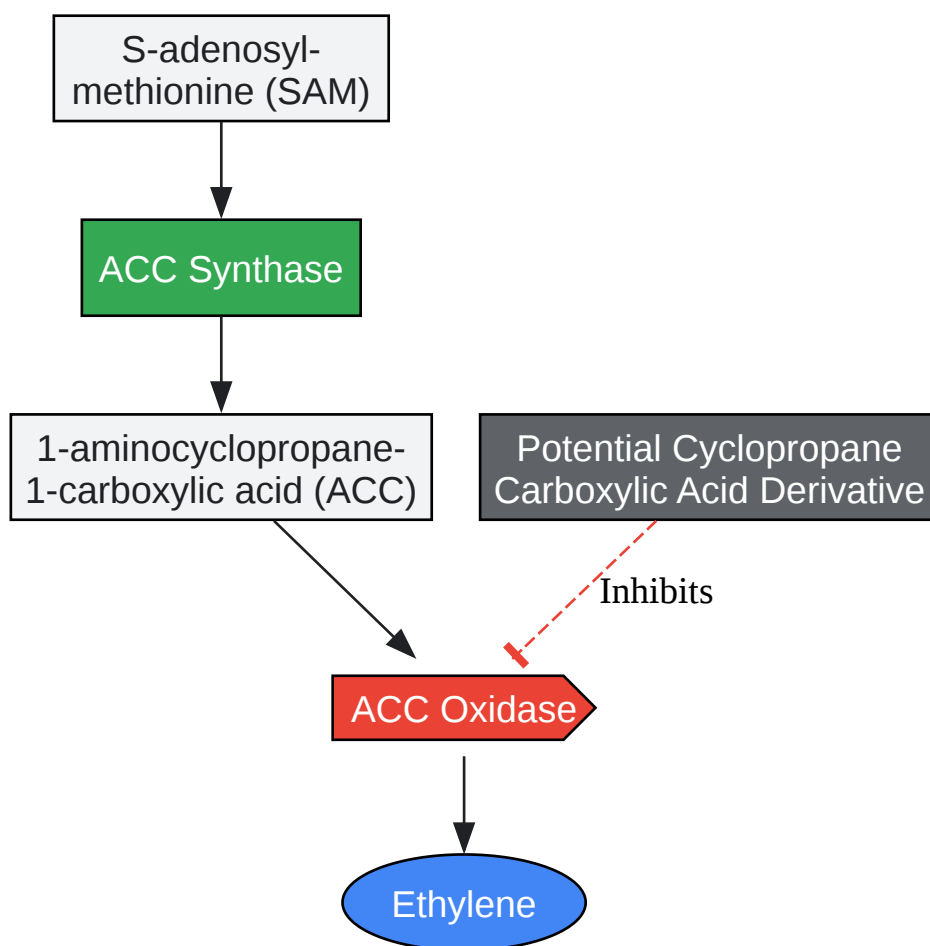 S-adenosyl-
methionine (SAM)
ACC Synthase
1-aminocyclopropane-
1-carboxylic acid (ACC)
Potential Cyclopropane
Carboxylic Acid Derivative
Inhibits
ACC Oxidase
Ethylene